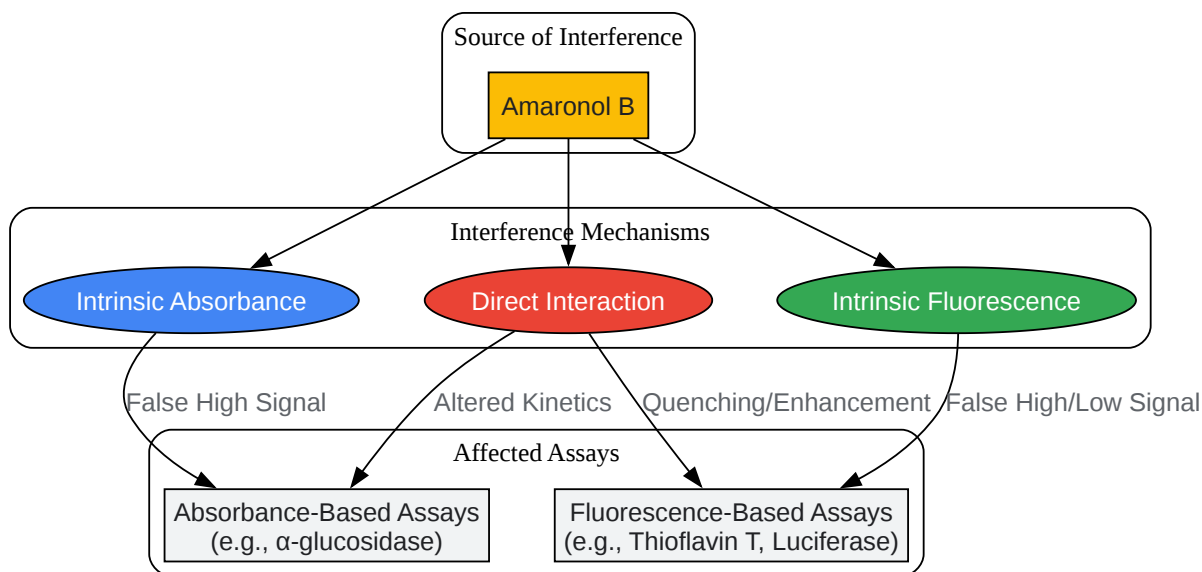 Source of Interference
Amaronol B
Interference Mechanisms
Intrinsic Absorbance
Direct Interaction
Intrinsic Fluorescence
False High Signal
Altered Kinetics
Quenching/Enhancement
False High/Low Signal
Affected Assays
Absorbance-Based Assays
(e.g., α-glucosidase)
Fluorescence-Based Assays
(e.g., Thioflavin T, Luciferase)